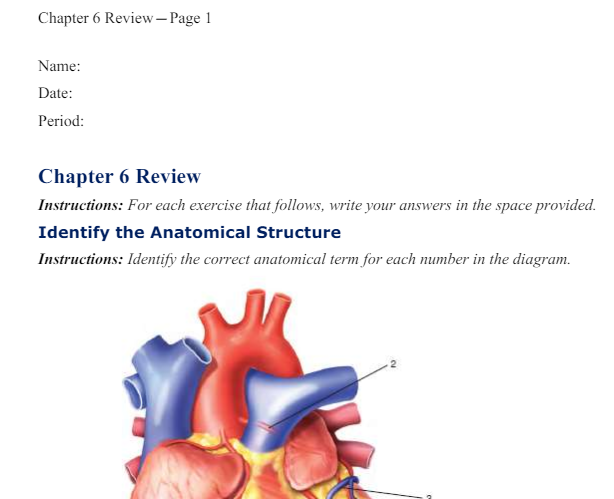 Chapter 6 Review—Page 1
Name:
Date:
Period:
Chapter 6 Review
Instructions: For each exercise that follows, write your answers in the space provided.
Identify the Anatomical Structure
Instructions: Identify the correct anatomical term for each number in the diagram.
2
3